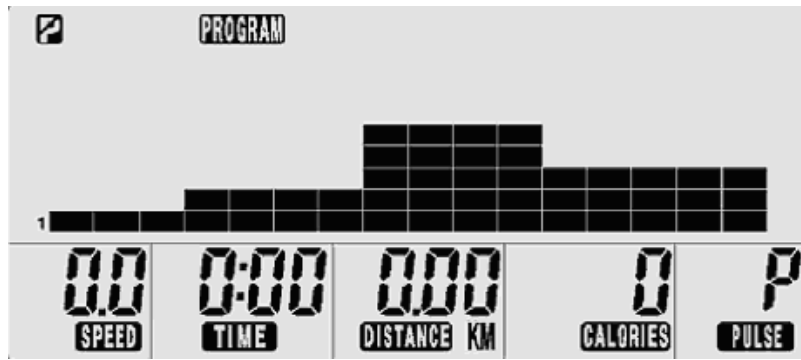 PROGRAM
1
0.0 0:00 0.00 0 P
SPEED TIME DISTANCE KM CALORIES PULSE